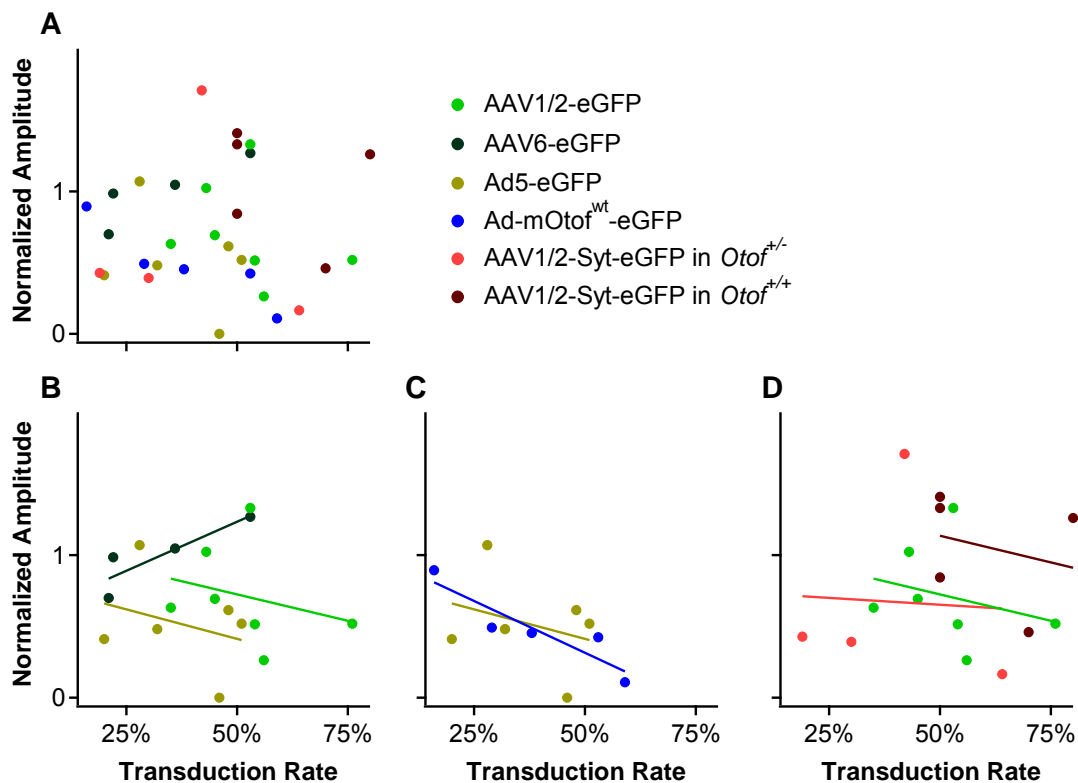 A
Normalized Amplitude
1
0
AAV1/2-eGFP
AAV6-eGFP
Ad5-eGFP
Ad-mOtof^wt-eGFP
AAV1/2-Syt-eGFP in Otof^+/-
AAV1/2-Syt-eGFP in Otof^+/+
B
Normalized Amplitude
1
0
25% 50% 75%
Transduction Rate
C
25% 50% 75%
Transduction Rate
D
25% 50% 75%
Transduction Rate